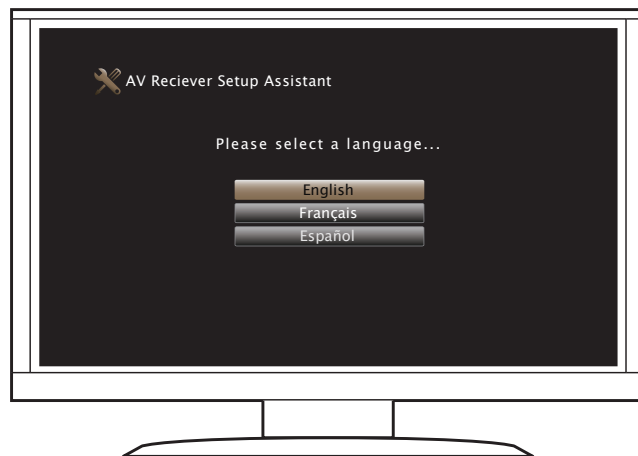 AV Reciever Setup Assistant
Please select a language...
English
Français
Español